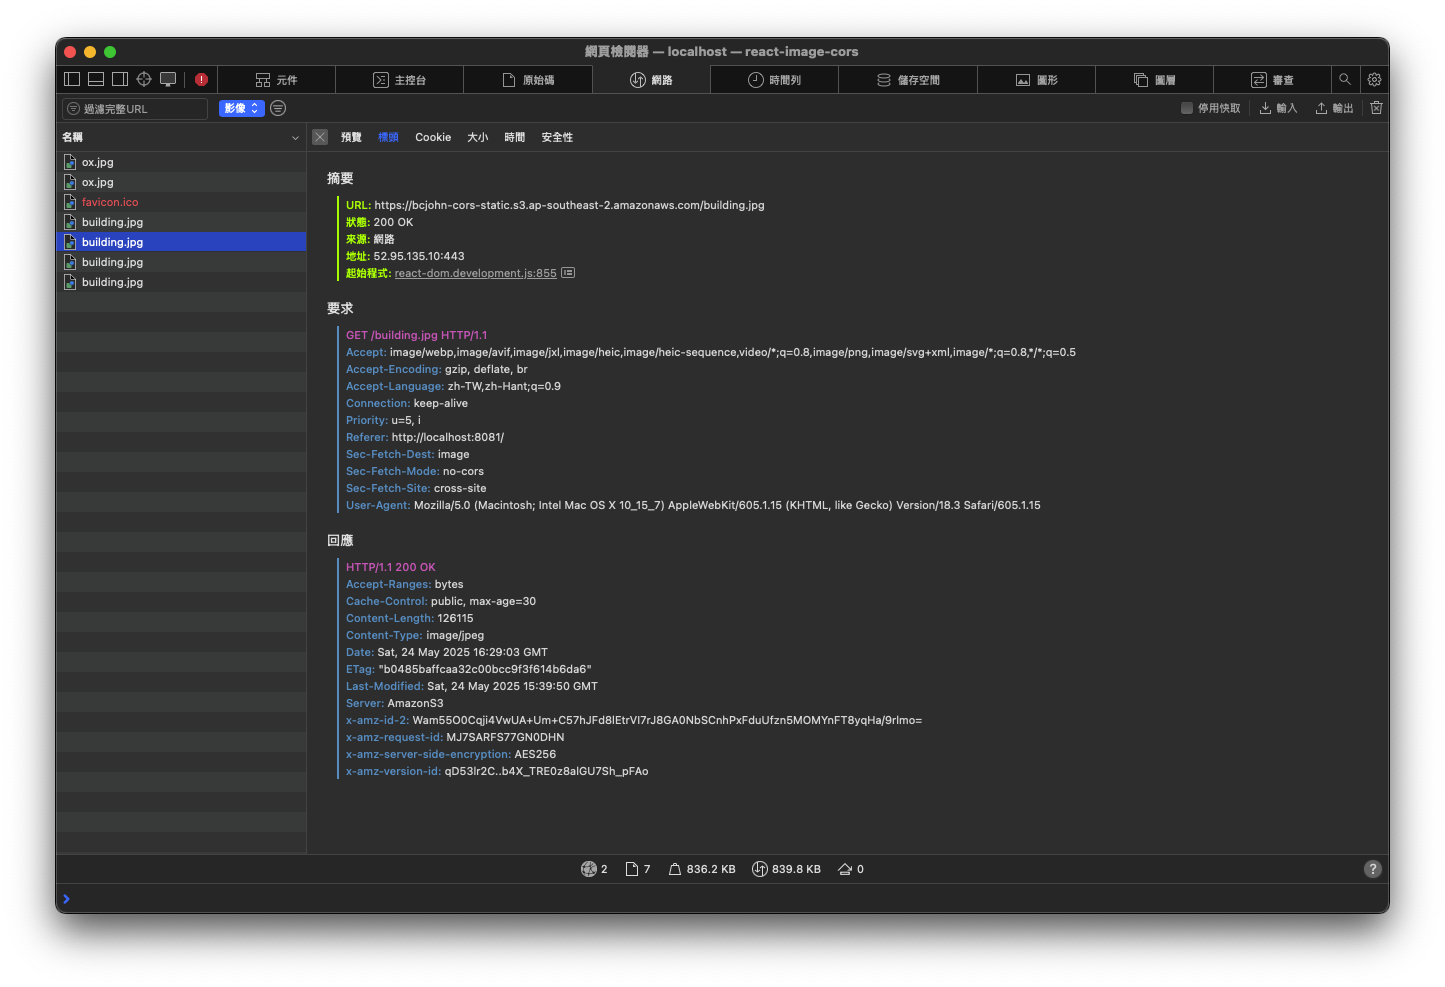 網頁檢閱器 — localhost — react-image-cors
元件
主控台
原始碼
網路
時間列
儲存空間
圖形
圖層
審查
過濾完整URL
影像
停用快取
輸入
輸出
名稱
預覽
標頭
Cookie
大小
時間
安全性
ox.jpg
ox.jpg
favicon.ico
building.jpg
building.jpg
building.jpg
building.jpg
摘要
URL: https://bcjohn-cors-static.s3.ap-southeast-2.amazonaws.com/building.jpg
狀態: 200 OK
來源: 網路
地址: 52.95.135.10:443
起始程式: react-dom.development.js:855
要求
GET /building.jpg HTTP/1.1
Accept: image/webp,image/avif,image/jxl,image/heic,image/heic-sequence,video/*;q=0.8,image/png,image/svg+xml,image/*;q=0.8,*/*;q=0.5
Accept-Encoding: gzip, deflate, br
Accept-Language: zh-TW,zh-Hant;q=0.9
Connection: keep-alive
Priority: u=5, i
Referer: http://localhost:8081/
Sec-Fetch-Dest: image
Sec-Fetch-Mode: no-cors
Sec-Fetch-Site: cross-site
User-Agent: Mozilla/5.0 (Macintosh; Intel Mac OS X 10_15_7) AppleWebKit/605.1.15 (KHTML, like Gecko) Version/18.3 Safari/605.1.15
回應
HTTP/1.1 200 OK
Accept-Ranges: bytes
Cache-Control: public, max-age=30
Content-Length: 126115
Content-Type: image/jpeg
Date: Sat, 24 May 2025 16:29:03 GMT
ETag: "b0485baffcaa32c00bcc9f3f614b6da6"
Last-Modified: Sat, 24 May 2025 15:39:50 GMT
Server: AmazonS3
x-amz-id-2: Wam55O0Cqji4VwUA+Um+C57hJFd8lEtrVI7rJ8GA0NbSCnhPxFduUfzn5MOMYnFT8yqHa/9rlmo=
x-amz-request-id: MJ7SARFS77GN0DHN
x-amz-server-side-encryption: AES256
x-amz-version-id: qD53lr2C..b4X_TRE0z8alGU7Sh_pFAo
2
7
836.2 KB
839.8 KB
0
?